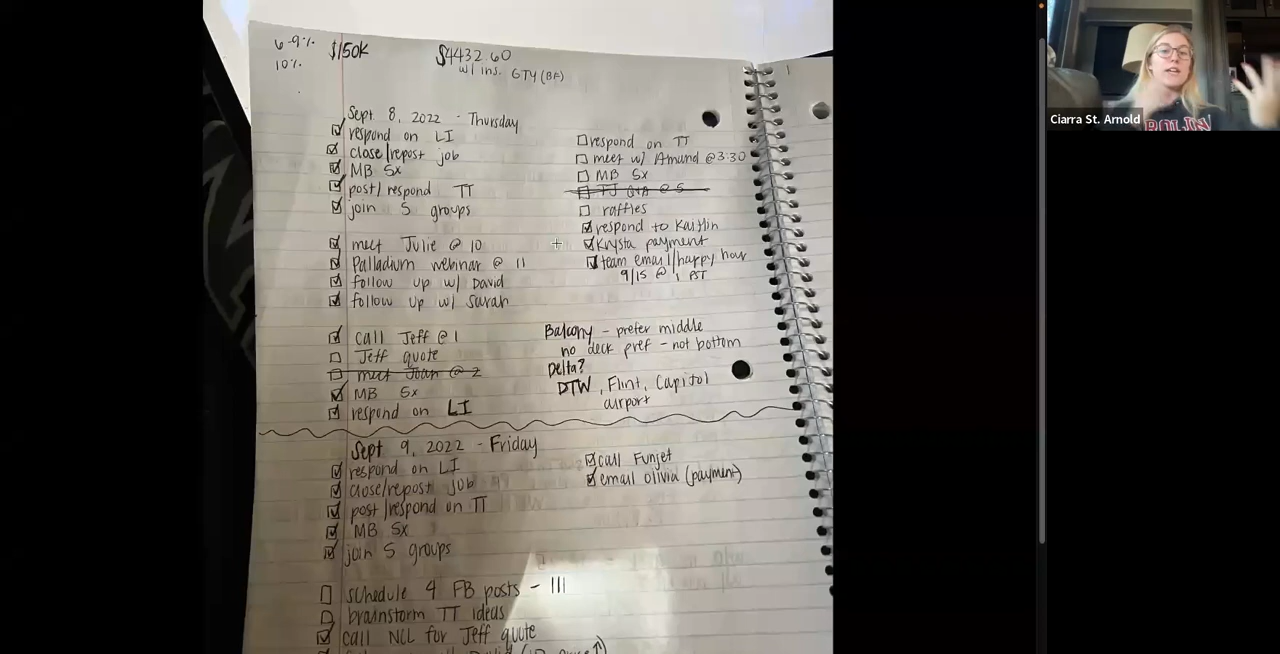 6-9% $150K $4432.60
10% w/ ins. GTY (BF)
Sept 8, 2022 - Thursday
respond on LI
close/repost job
MB Sx
post/respond TT
join 5 groups
meet Julie @ 10
Palladium webinar @ 11
follow up w/ David
follow up w/ Sarah
call Jeff @ 1
Jeff quote
meet Joan @ 2
MB Sx
respond on LI
respond on TT
meet w/ Amund @ 3:30
MB Sx
TJ Q+A @ 5
raffles
respond to Kaitlin
Krysta payment
team email/happy hour
9/15 @ 1 PST
Balcony - prefer middle
no deck pref - not bottom
Delta?
DTW, Flint, Capitol
airport
Sept 9, 2022 - Friday
respond on LI
close/repost job
post/respond on TT
MB Sx
join 5 groups
schedule 4 FB posts - III
brainstorm TT ideas
call NCL for Jeff quote
call Funjet
email olivia (payment)
1
Ciarra St. Arnold